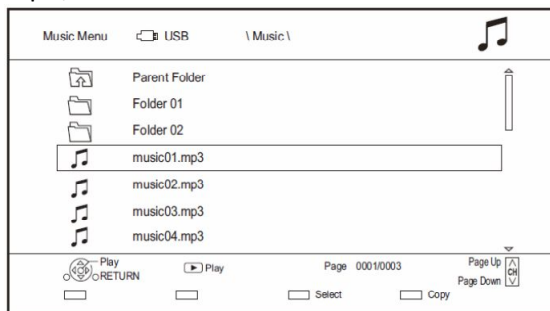 Music Menu USB \ Music \
Parent Folder
Folder 01
Folder 02
music01.mp3
music02.mp3
music03.mp3
music04.mp3
Play Play Page 0001/0003 Page Up
RETURN CH
Page Down
Select Copy